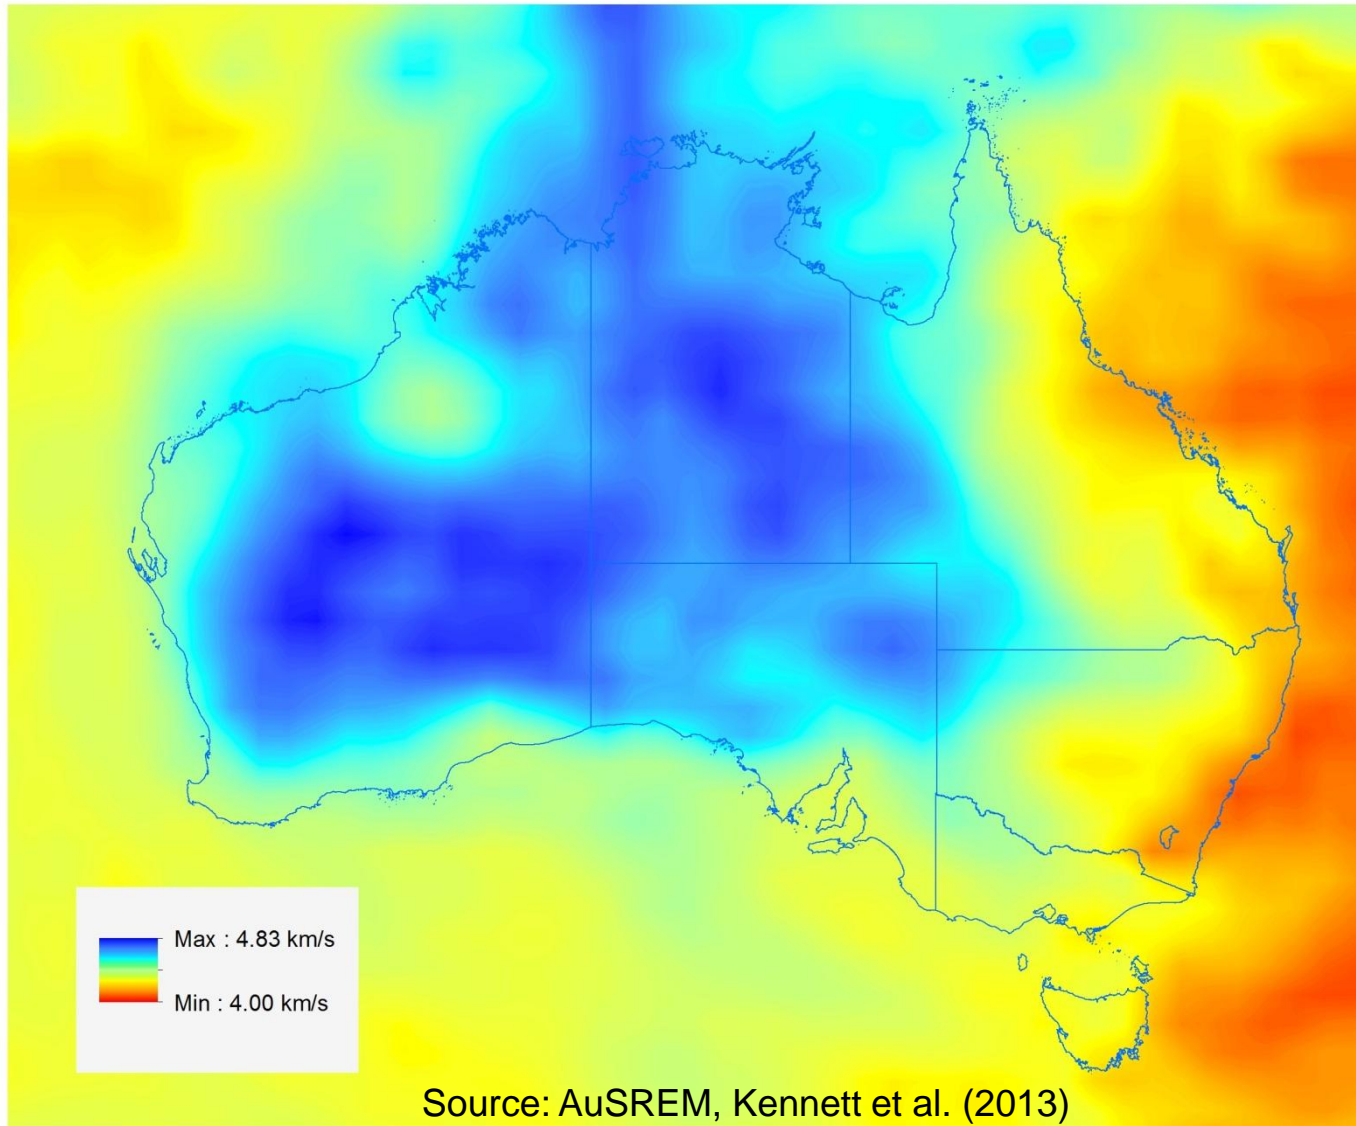 Max : 4.83 km/s
Min : 4.00 km/s
Source: AuSREM, Kennett et al. (2013)